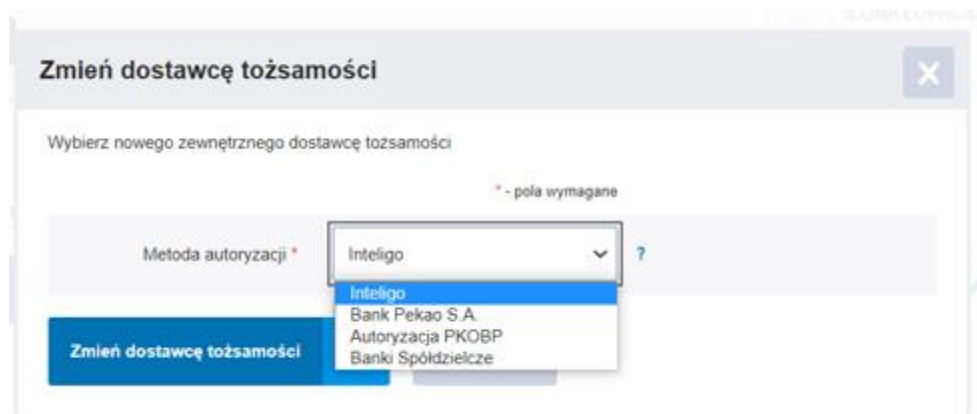 Zmień dostawcę tożsamości
Wybierz nowego zewnętrznego dostawcę tożsamości
* - pola wymagane
Metoda autoryzacji * Inteligo ?
Inteligo
Bank Pekao S.A.
Autoryzacja PKOBP
Banki Spółdzielcze
Zmień dostawcę tożsamości